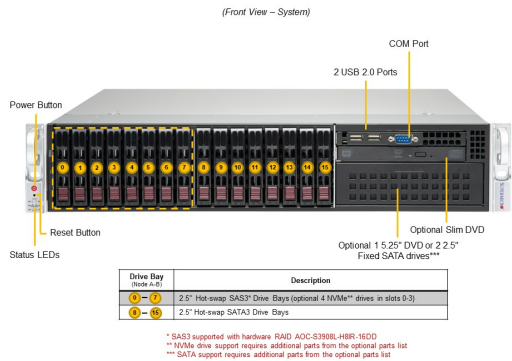 (Front View – System)
COM Port
2 USB 2.0 Ports
Power Button
0 1 2 3 4 5 6 7 8 9 10 11 12 13 14 15
Reset Button
Optional Slim DVD
Status LEDs
Optional 1 5.25" DVD or 2 2.5"
Fixed SATA drives***
Drive Bay
(Node A-B)
Description
0 – 7 2.5" Hot-swap SAS3* Drive Bays (optional 4 NVMe** drives in slots 0-3)
8 – 15 2.5" Hot-swap SATA3 Drive Bays
* SAS3 supported with hardware RAID AOC-S3908L-H8IR-16DD
** NVMe drive support requires additional parts from the optional parts list
*** SATA support requires additional parts from the optional parts list